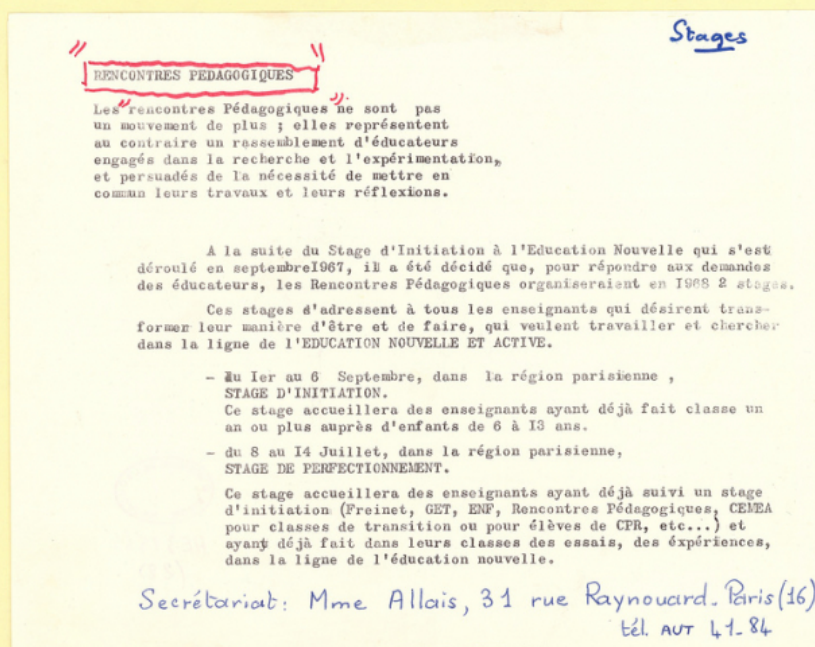 Stages
" RENCONTRES PEDAGOGIQUES "
Les "rencontres Pédagogiques" ne sont pas
un mouvement de plus ; elles représentent
au contraire un rassemblement d'éducateurs
engagés dans la recherche et l'expérimentation,
et persuadés de la nécessité de mettre en
commun leurs travaux et leurs réflexions.
A la suite du Stage d'Initiation à l'Education Nouvelle qui s'est
déroulé en septembre I967, il a été décidé que, pour répondre aux demandes
des éducateurs, les Rencontres Pédagogiques organiseraient en I968 2 stages.
Ces stages s'adressent à tous les enseignants qui désirent trans-
former leur manière d'être et de faire, qui veulent travailler et chercher
dans la ligne de l'EDUCATION NOUVELLE ET ACTIVE.
- du Ier au 6 Septembre, dans la région parisienne ,
STAGE D'INITIATION.
Ce stage accueillera des enseignants ayant déjà fait classe un
an ou plus auprès d'enfants de 6 à I3 ans.
- du 8 au I4 Juillet, dans la région parisienne,
STAGE DE PERFECTIONNEMENT.
Ce stage accueillera des enseignants ayant déjà suivi un stage
d'initiation (Freinet, GET, ENF, Rencontres Pédagogiques, CEMEA
pour classes de transition ou pour élèves de CPR, etc...) et
ayant déjà fait dans leurs classes des essais, des éxpériences,
dans la ligne de l'éducation nouvelle.
Secrétariat: Mme Allais, 31 rue Raynouard. Paris (16)
tél. AUT 41-84